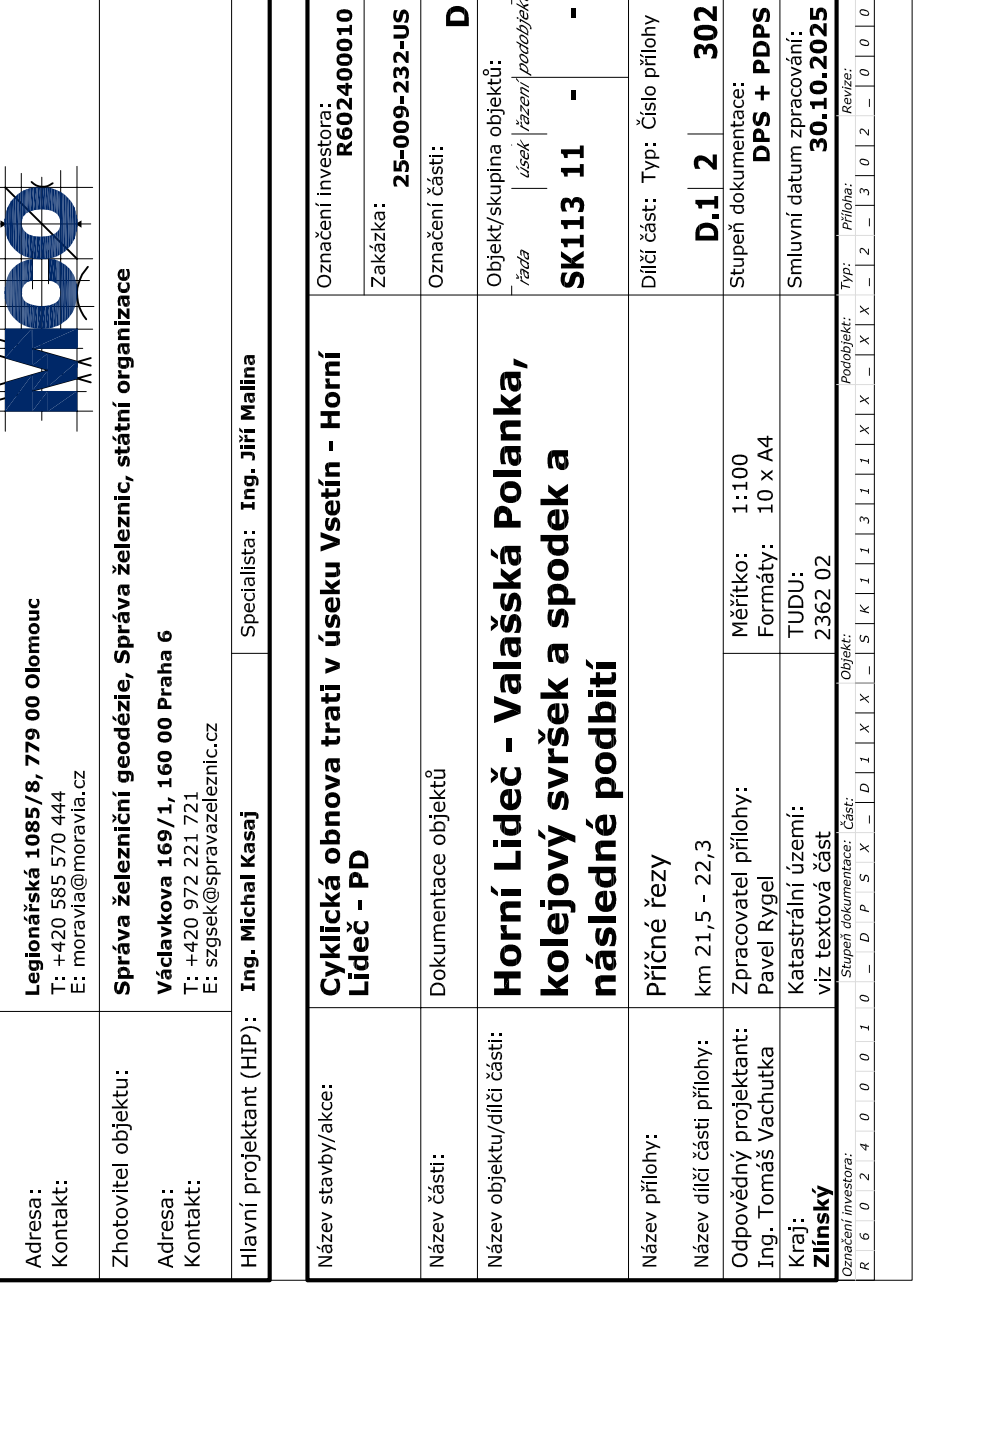 MCO
Adresa: Legionářská 1085/8, 779 00 Olomouc
Kontakt: T: +420 585 570 444
E: moravia@moravia.cz
Zhotovitel objektu: Správa železniční geodézie, Správa železnic, státní organizace
Adresa: Václavkova 169/1, 160 00 Praha 6
Kontakt: T: +420 972 221 721
E: szgsek@spravazeleznic.cz
Hlavní projektant (HIP): Ing. Michal Kasaj Specialista: Ing. Jiří Malina
Název stavby/akce: Cyklická obnova trati v úseku Vsetín – Horní
Lideč – PD
Označení investora:
R602400010
Zakázka:
25-009-232-US
Název části: Dokumentace objektů
Označení části:
D
Název objektu/dílčí části: Horní Lideč – Valašská Polanka,
kolejový svršek a spodek a
následné podbití
Objekt/skupina objektů:
řada úsek řazení
SK113 11 - -
Název přílohy: Příčné řezy
Název dílčí části přílohy: km 21,5 - 22,3
Dílčí část: Typ: Číslo přílohy
D.1 2 302
Odpovědný projektant: Zpracovatel přílohy: Měřítko: 1:100
Ing. Tomáš Vachutka Pavel Rygel Formáty: 10 x A4
Stupeň dokumentace:
DPS + PDPS
Kraj: Katastrální území: TUDU:
Zlínský viz textová část 2362 02
Smluvní datum zpracování:
30.10.2025
Označení investora: Stupeň dokumentace: Část: Objekt: Podobjekt: Typ: Příloha: Revize:
R 6 0 2 4 0 0 0 1 0 _ D P S X _ D 1 X X _ S K 1 1 3 1 1 X X _ X X _ 2 _ 3 0 2 _ 0 0 0